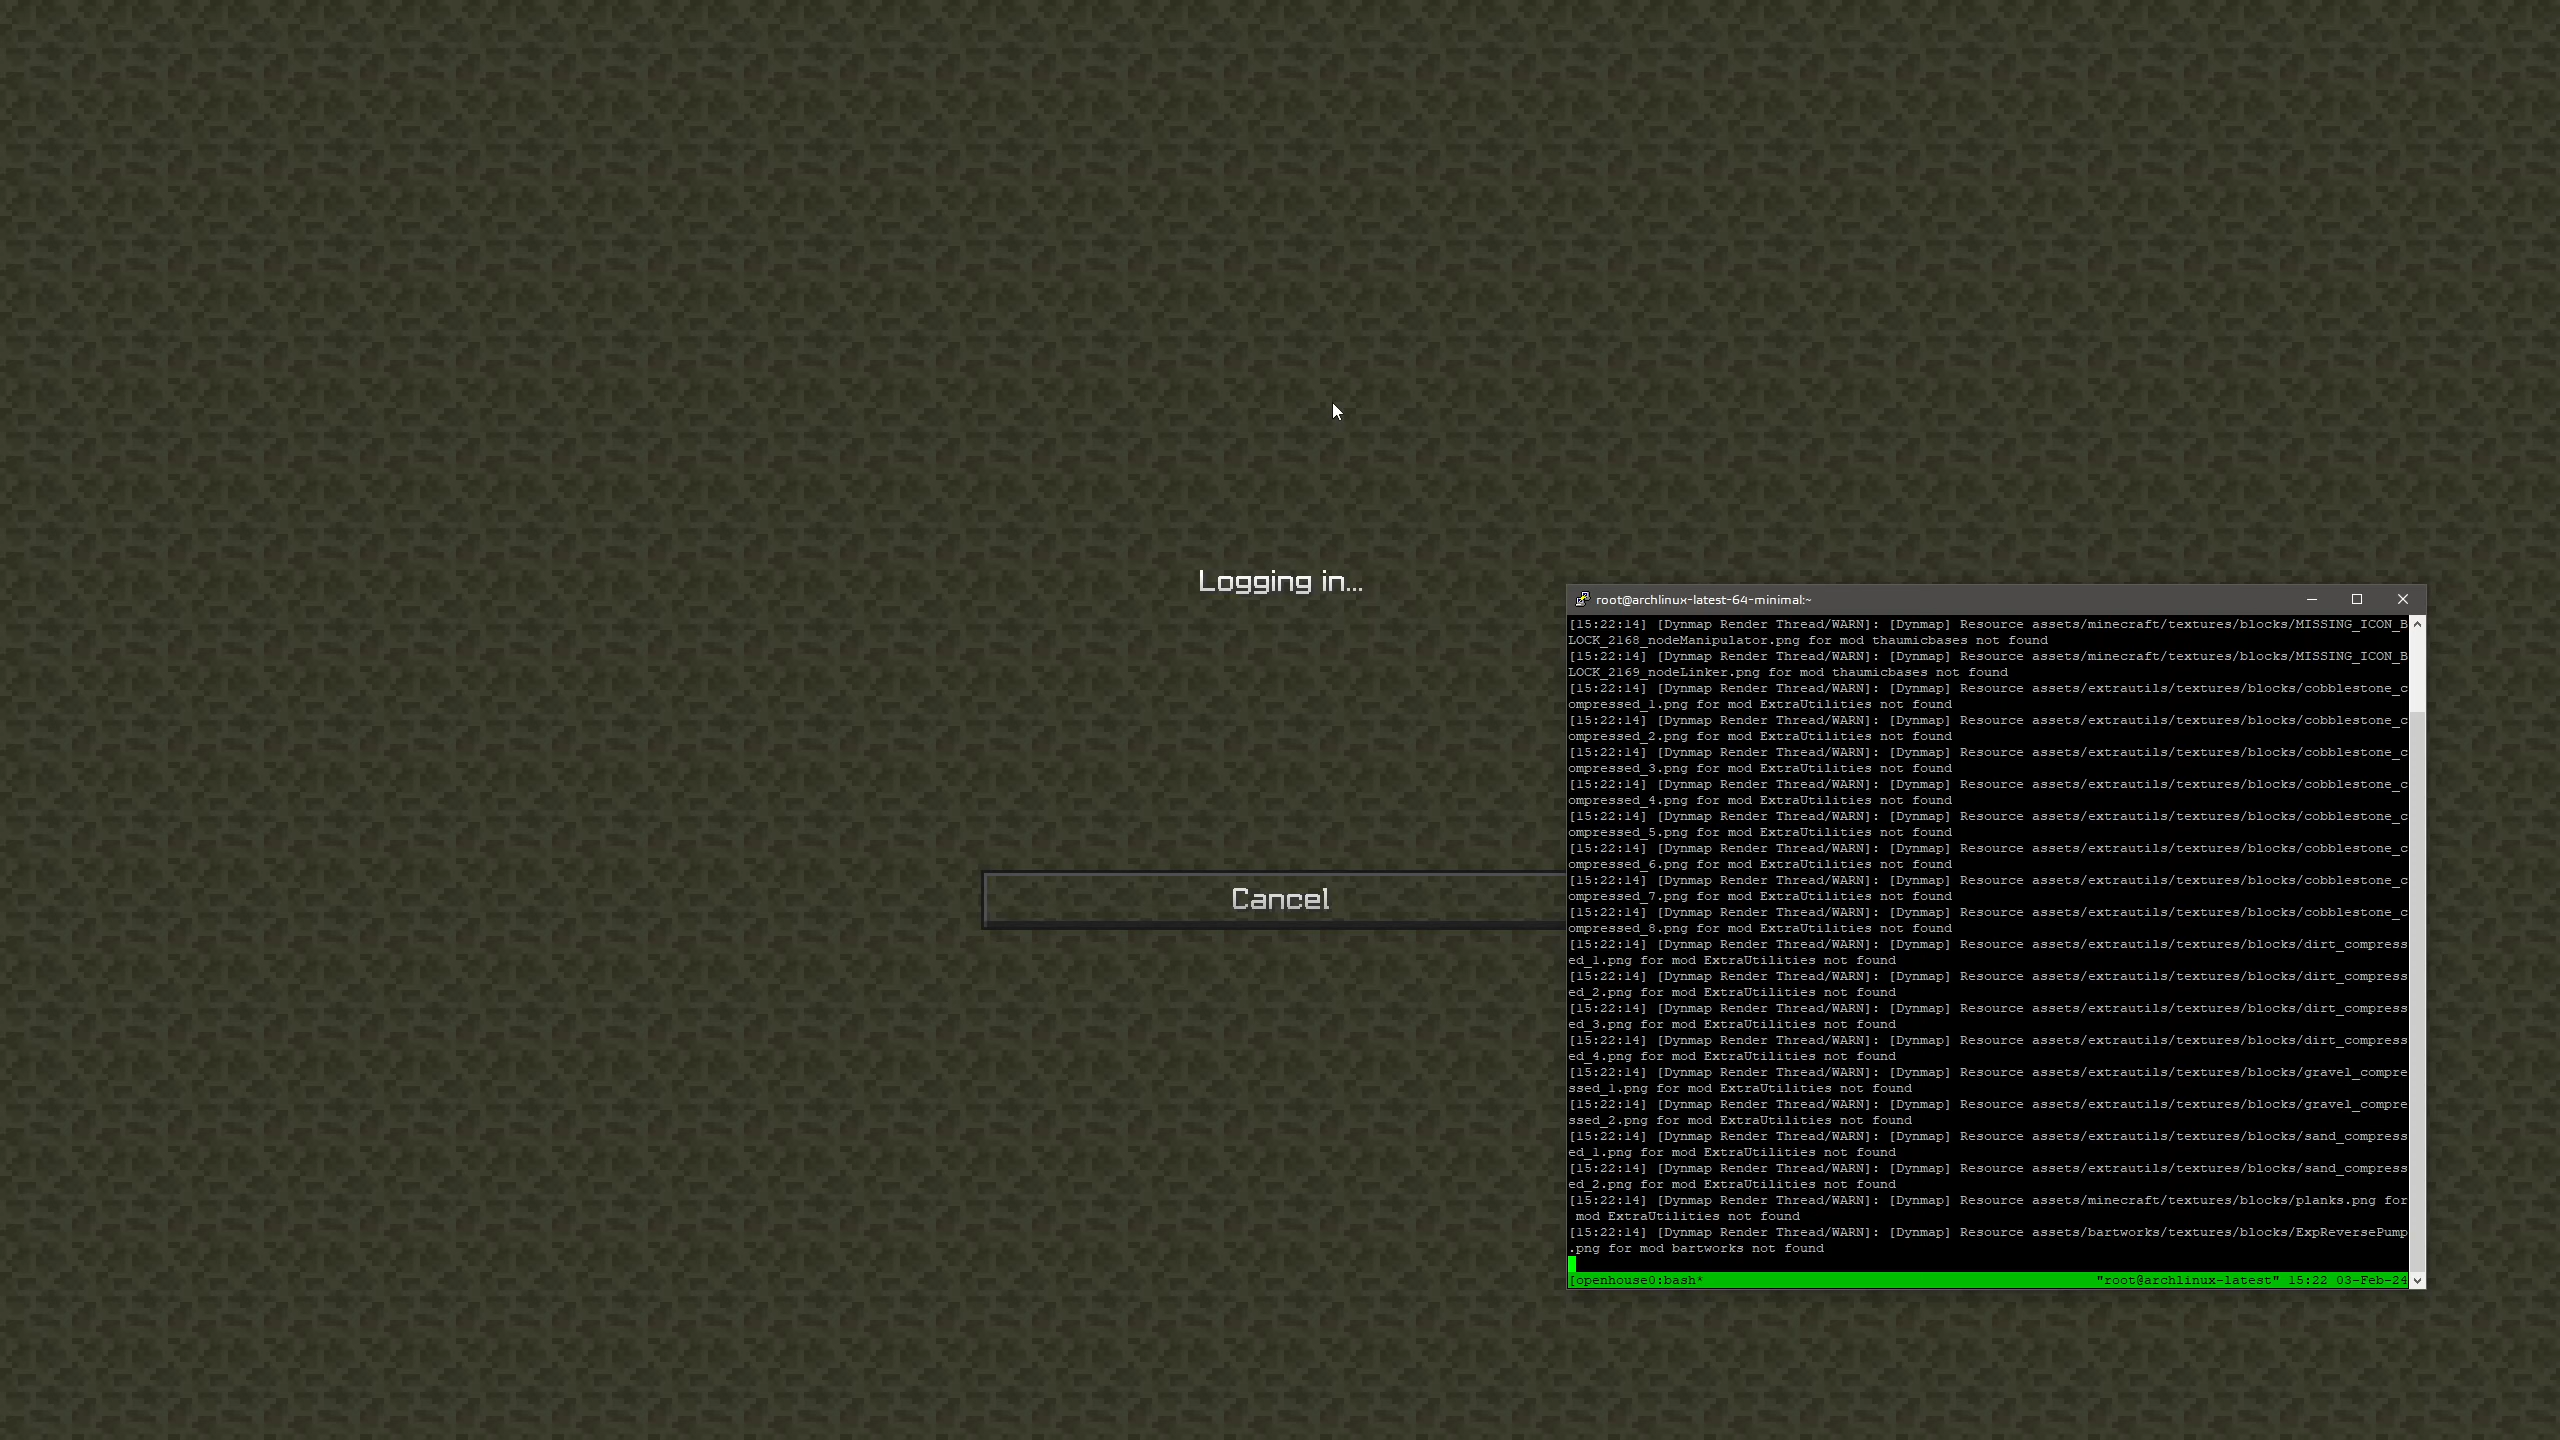 Logging in...
Cancel
root@archlinux-latest-64-minimal:~
[15:22:14] [Dynmap Render Thread/WARN]: [Dynmap] Resource assets/minecraft/textures/blocks/MISSING_ICON_B
LOCK_2168_nodeManipulator.png for mod thaumicbases not found
[15:22:14] [Dynmap Render Thread/WARN]: [Dynmap] Resource assets/minecraft/textures/blocks/MISSING_ICON_B
LOCK_2169_nodeLinker.png for mod thaumicbases not found
[15:22:14] [Dynmap Render Thread/WARN]: [Dynmap] Resource assets/extrautils/textures/blocks/cobblestone_c
ompressed_1.png for mod ExtraUtilities not found
[15:22:14] [Dynmap Render Thread/WARN]: [Dynmap] Resource assets/extrautils/textures/blocks/cobblestone_c
ompressed_2.png for mod ExtraUtilities not found
[15:22:14] [Dynmap Render Thread/WARN]: [Dynmap] Resource assets/extrautils/textures/blocks/cobblestone_c
ompressed_3.png for mod ExtraUtilities not found
[15:22:14] [Dynmap Render Thread/WARN]: [Dynmap] Resource assets/extrautils/textures/blocks/cobblestone_c
ompressed_4.png for mod ExtraUtilities not found
[15:22:14] [Dynmap Render Thread/WARN]: [Dynmap] Resource assets/extrautils/textures/blocks/cobblestone_c
ompressed_5.png for mod ExtraUtilities not found
[15:22:14] [Dynmap Render Thread/WARN]: [Dynmap] Resource assets/extrautils/textures/blocks/cobblestone_c
ompressed_6.png for mod ExtraUtilities not found
[15:22:14] [Dynmap Render Thread/WARN]: [Dynmap] Resource assets/extrautils/textures/blocks/cobblestone_c
ompressed_7.png for mod ExtraUtilities not found
[15:22:14] [Dynmap Render Thread/WARN]: [Dynmap] Resource assets/extrautils/textures/blocks/cobblestone_c
ompressed_8.png for mod ExtraUtilities not found
[15:22:14] [Dynmap Render Thread/WARN]: [Dynmap] Resource assets/extrautils/textures/blocks/dirt_compress
ed_1.png for mod ExtraUtilities not found
[15:22:14] [Dynmap Render Thread/WARN]: [Dynmap] Resource assets/extrautils/textures/blocks/dirt_compress
ed_2.png for mod ExtraUtilities not found
[15:22:14] [Dynmap Render Thread/WARN]: [Dynmap] Resource assets/extrautils/textures/blocks/dirt_compress
ed_3.png for mod ExtraUtilities not found
[15:22:14] [Dynmap Render Thread/WARN]: [Dynmap] Resource assets/extrautils/textures/blocks/dirt_compress
ed_4.png for mod ExtraUtilities not found
[15:22:14] [Dynmap Render Thread/WARN]: [Dynmap] Resource assets/extrautils/textures/blocks/gravel_compre
ssed_1.png for mod ExtraUtilities not found
[15:22:14] [Dynmap Render Thread/WARN]: [Dynmap] Resource assets/extrautils/textures/blocks/gravel_compre
ssed_2.png for mod ExtraUtilities not found
[15:22:14] [Dynmap Render Thread/WARN]: [Dynmap] Resource assets/extrautils/textures/blocks/sand_compress
ed_1.png for mod ExtraUtilities not found
[15:22:14] [Dynmap Render Thread/WARN]: [Dynmap] Resource assets/extrautils/textures/blocks/sand_compress
ed_2.png for mod ExtraUtilities not found
[15:22:14] [Dynmap Render Thread/WARN]: [Dynmap] Resource assets/minecraft/textures/blocks/planks.png for
 mod ExtraUtilities not found
[15:22:14] [Dynmap Render Thread/WARN]: [Dynmap] Resource assets/bartworks/textures/blocks/ExpReversePump
.png for mod bartworks not found
[openhouse0:bash* "root@archlinux-latest" 15:22 03-Feb-24